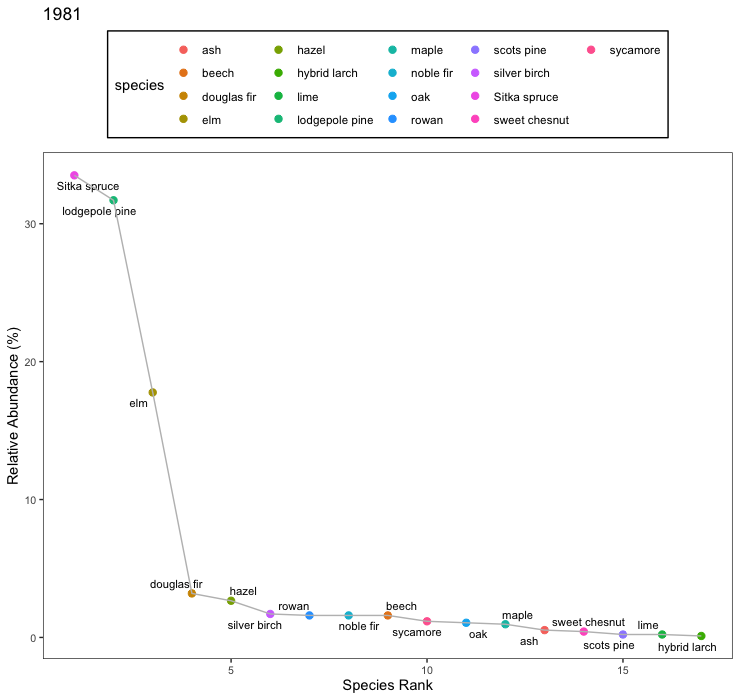 1981
species
ash hazel maple scots pine sycamore
beech hybrid larch noble fir silver birch
douglas fir lime oak Sitka spruce
elm lodgepole pine rowan sweet chesnut
Relative Abundance (%)
30
20
10
0
Sitka spruce
lodgepole pine
elm
douglas fir
hazel
silver birch
rowan
noble fir
beech
sycamore
oak
maple
ash
sweet chesnut
scots pine
lime
hybrid larch
5 10 15
Species Rank